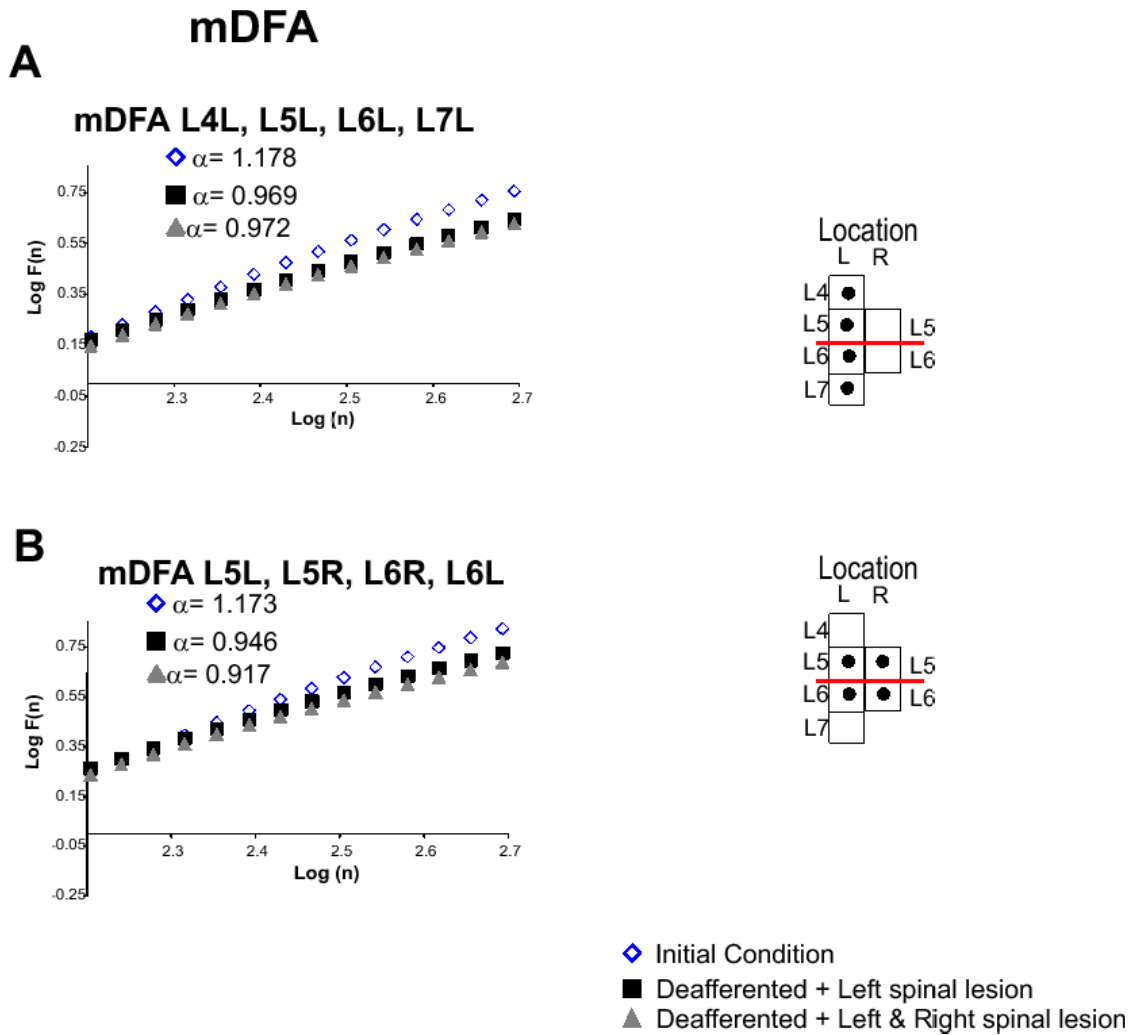 mDFA
A
mDFA L4L, L5L, L6L, L7L
α= 1.178
α= 0.969
α= 0.972
0.75
0.55
0.35
0.15
-0.05
-0.25
Log F(n)
2.3 2.4 2.5 2.6 2.7
Log (n)
Location
L R
L4
L5 L5
L6 L6
L7
B
mDFA L5L, L5R, L6R, L6L
α= 1.173
α= 0.946
α= 0.917
0.75
0.55
0.35
0.15
-0.05
-0.25
Log F(n)
2.3 2.4 2.5 2.6 2.7
Log (n)
Location
L R
L4
L5 L5
L6 L6
L7
Initial Condition
Deafferented + Left spinal lesion
Deafferented + Left & Right spinal lesion